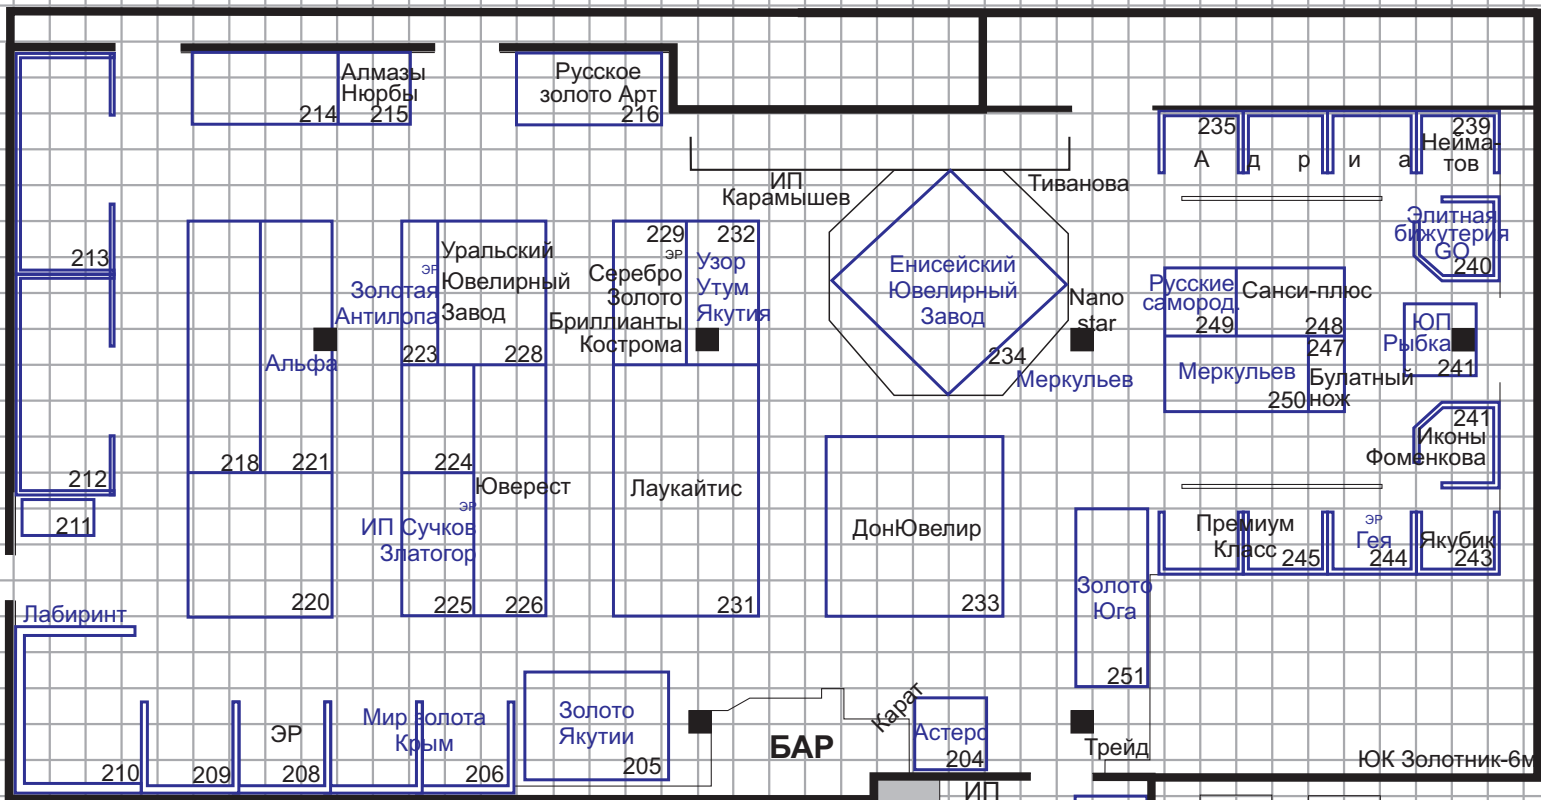 Алмазы
Нюрбы
214
215
Русское
золото Арт
216
235
А д р и а
239
Нейма-
тов
ИП
Карамышев
Тиванова
213
Элитная
бижутерия
GO
240
229
ЭР
Серебро
Золото
Бриллианты
Кострома
232
Узор
Утум
Якутия
Уральский
Ювелирный
Завод
ЭР
Золотая
Антилопа
223
228
Енисейский
Ювелирный
Завод
234
Nano
star
Меркульев
Русские
самород.
249
Санси-плюс
248
247
Меркульев
250
Булатный
нож
ЮП
Рыбка
241
Альфа
218
221
224
212
211
Юверест
ЭР
ИП Сучков
Златогор
225
226
Лаукайтис
231
ДонЮвелир
233
241
Иконы
Фоменкова
Премиум
Класс
245
ЭР
Гея
244
Якубик
243
220
Лабиринт
Золото
Юга
251
210
209
ЭР
208
Мир золота
Крым
206
Золото
Якутии
205
БАР
Карат
Астерс
204
Трейд
ЮК Золотник-6м
ИП